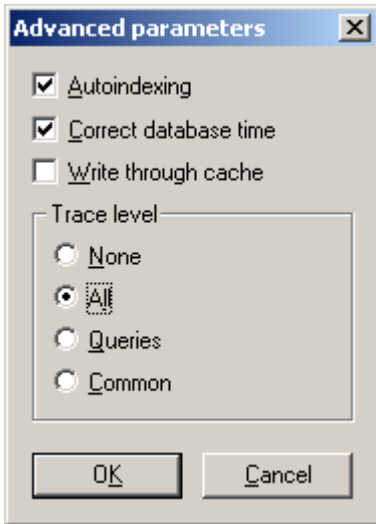 Advanced parameters
Autoindexing
Correct database time
Write through cache
Trace level
None
All
Queries
Common
OK
Cancel